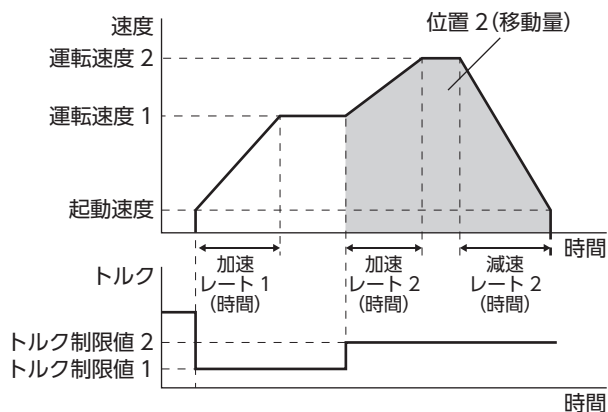 速度
位置 2（移動量）
運転速度 2
運転速度 1
起動速度
時間
加速
レート 1
（時間）
加速
レート 2
（時間）
減速
レート 2
（時間）
トルク
トルク制限値 2
トルク制限値 1
時間